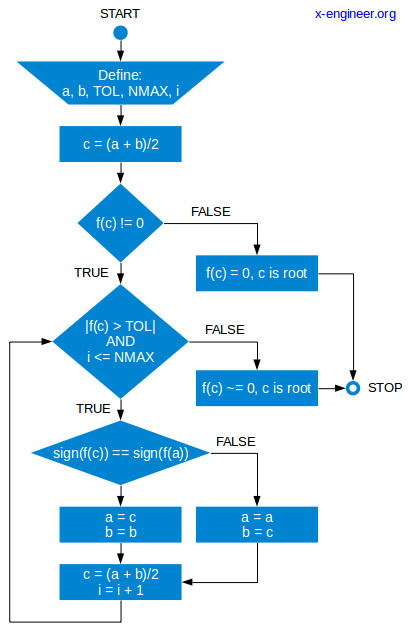 START
x-engineer.org
Define:
a, b, TOL, NMAX, i
c = (a + b)/2
f(c) != 0
FALSE
TRUE
f(c) = 0, c is root
|f(c) > TOL|
AND
i <= NMAX
FALSE
TRUE
f(c) ~= 0, c is root
STOP
sign(f(c)) == sign(f(a))
FALSE
a = c
b = b
a = a
b = c
c = (a + b)/2
i = i + 1